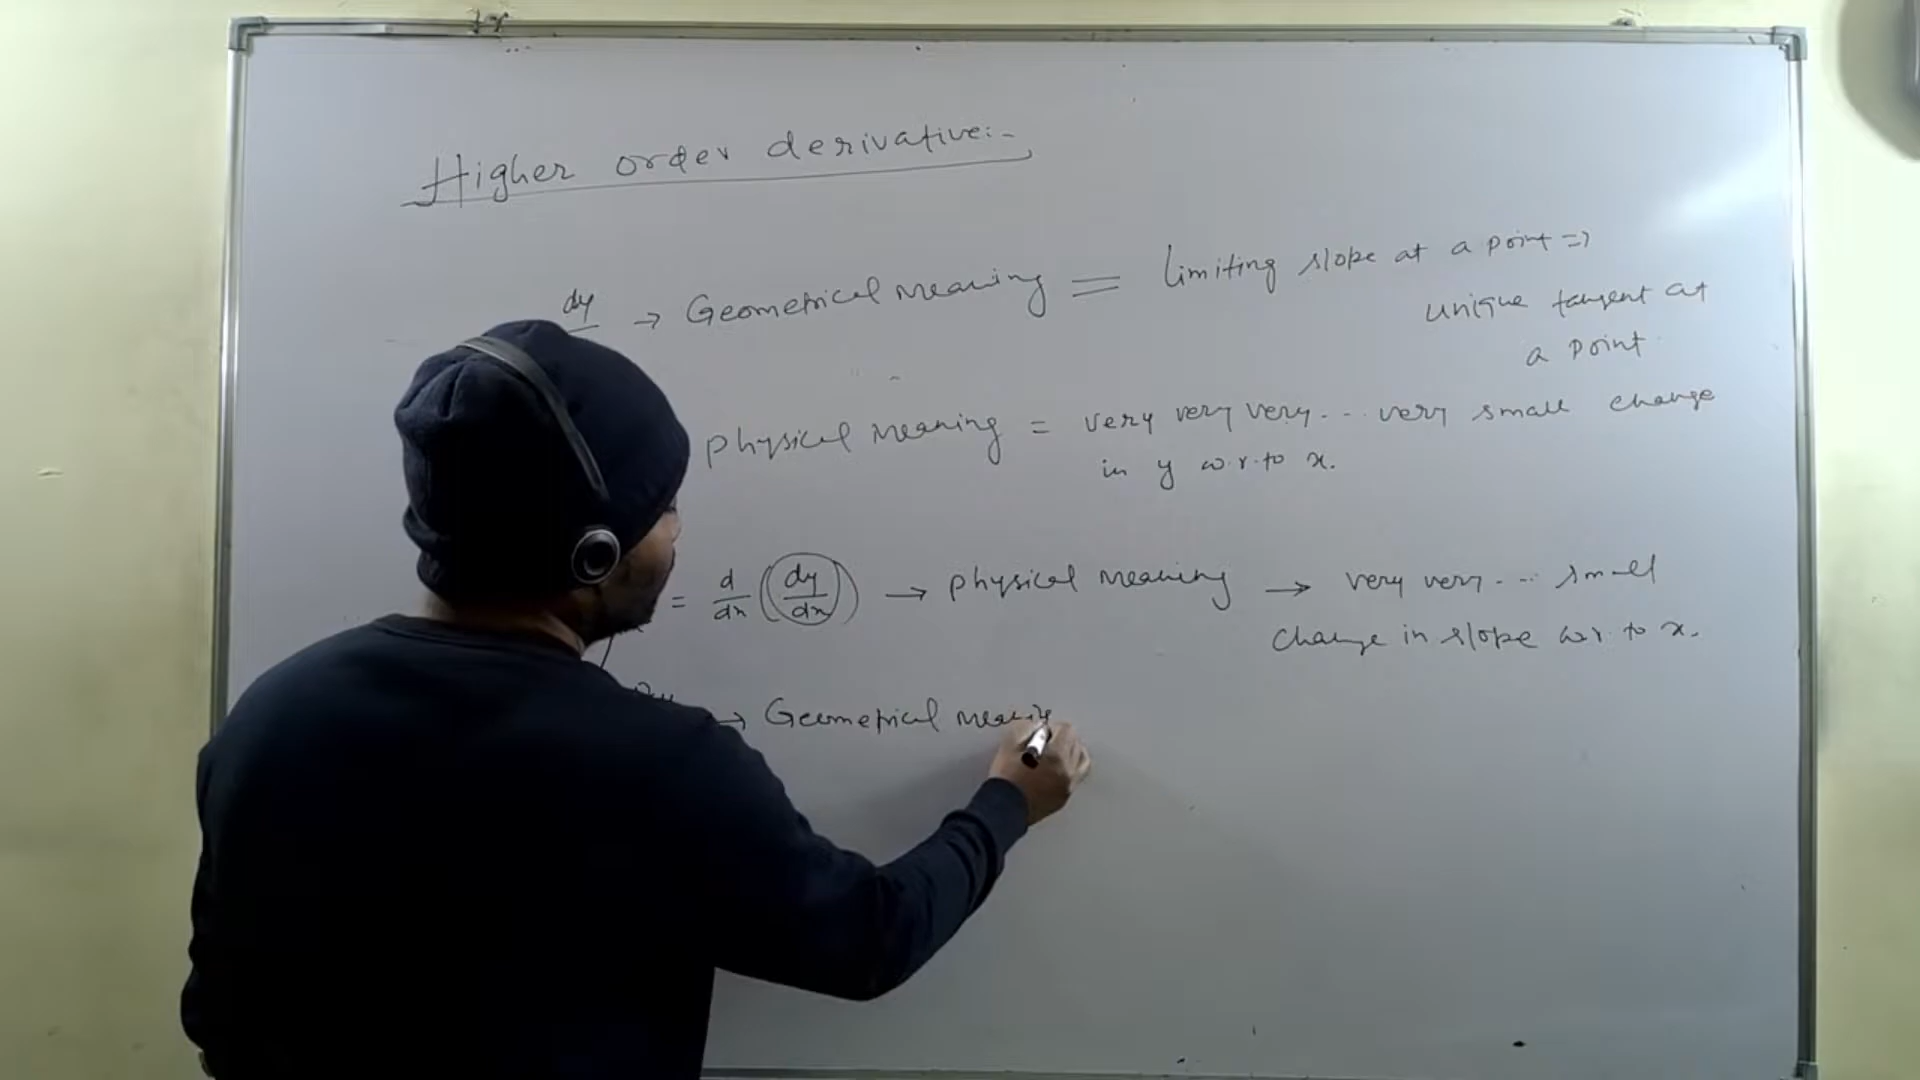 Higher order derivative:-
dy → Geometrical Meaning = limiting slope at a point ⇒
unique tangent at
a point
Physical Meaning = very very very ... very small change
in y w.r.to x.
= d/dx (dy/dx) → Physical Meaning → very very ... small
change in slope w.r. to x.
→ Geometrical Meaning